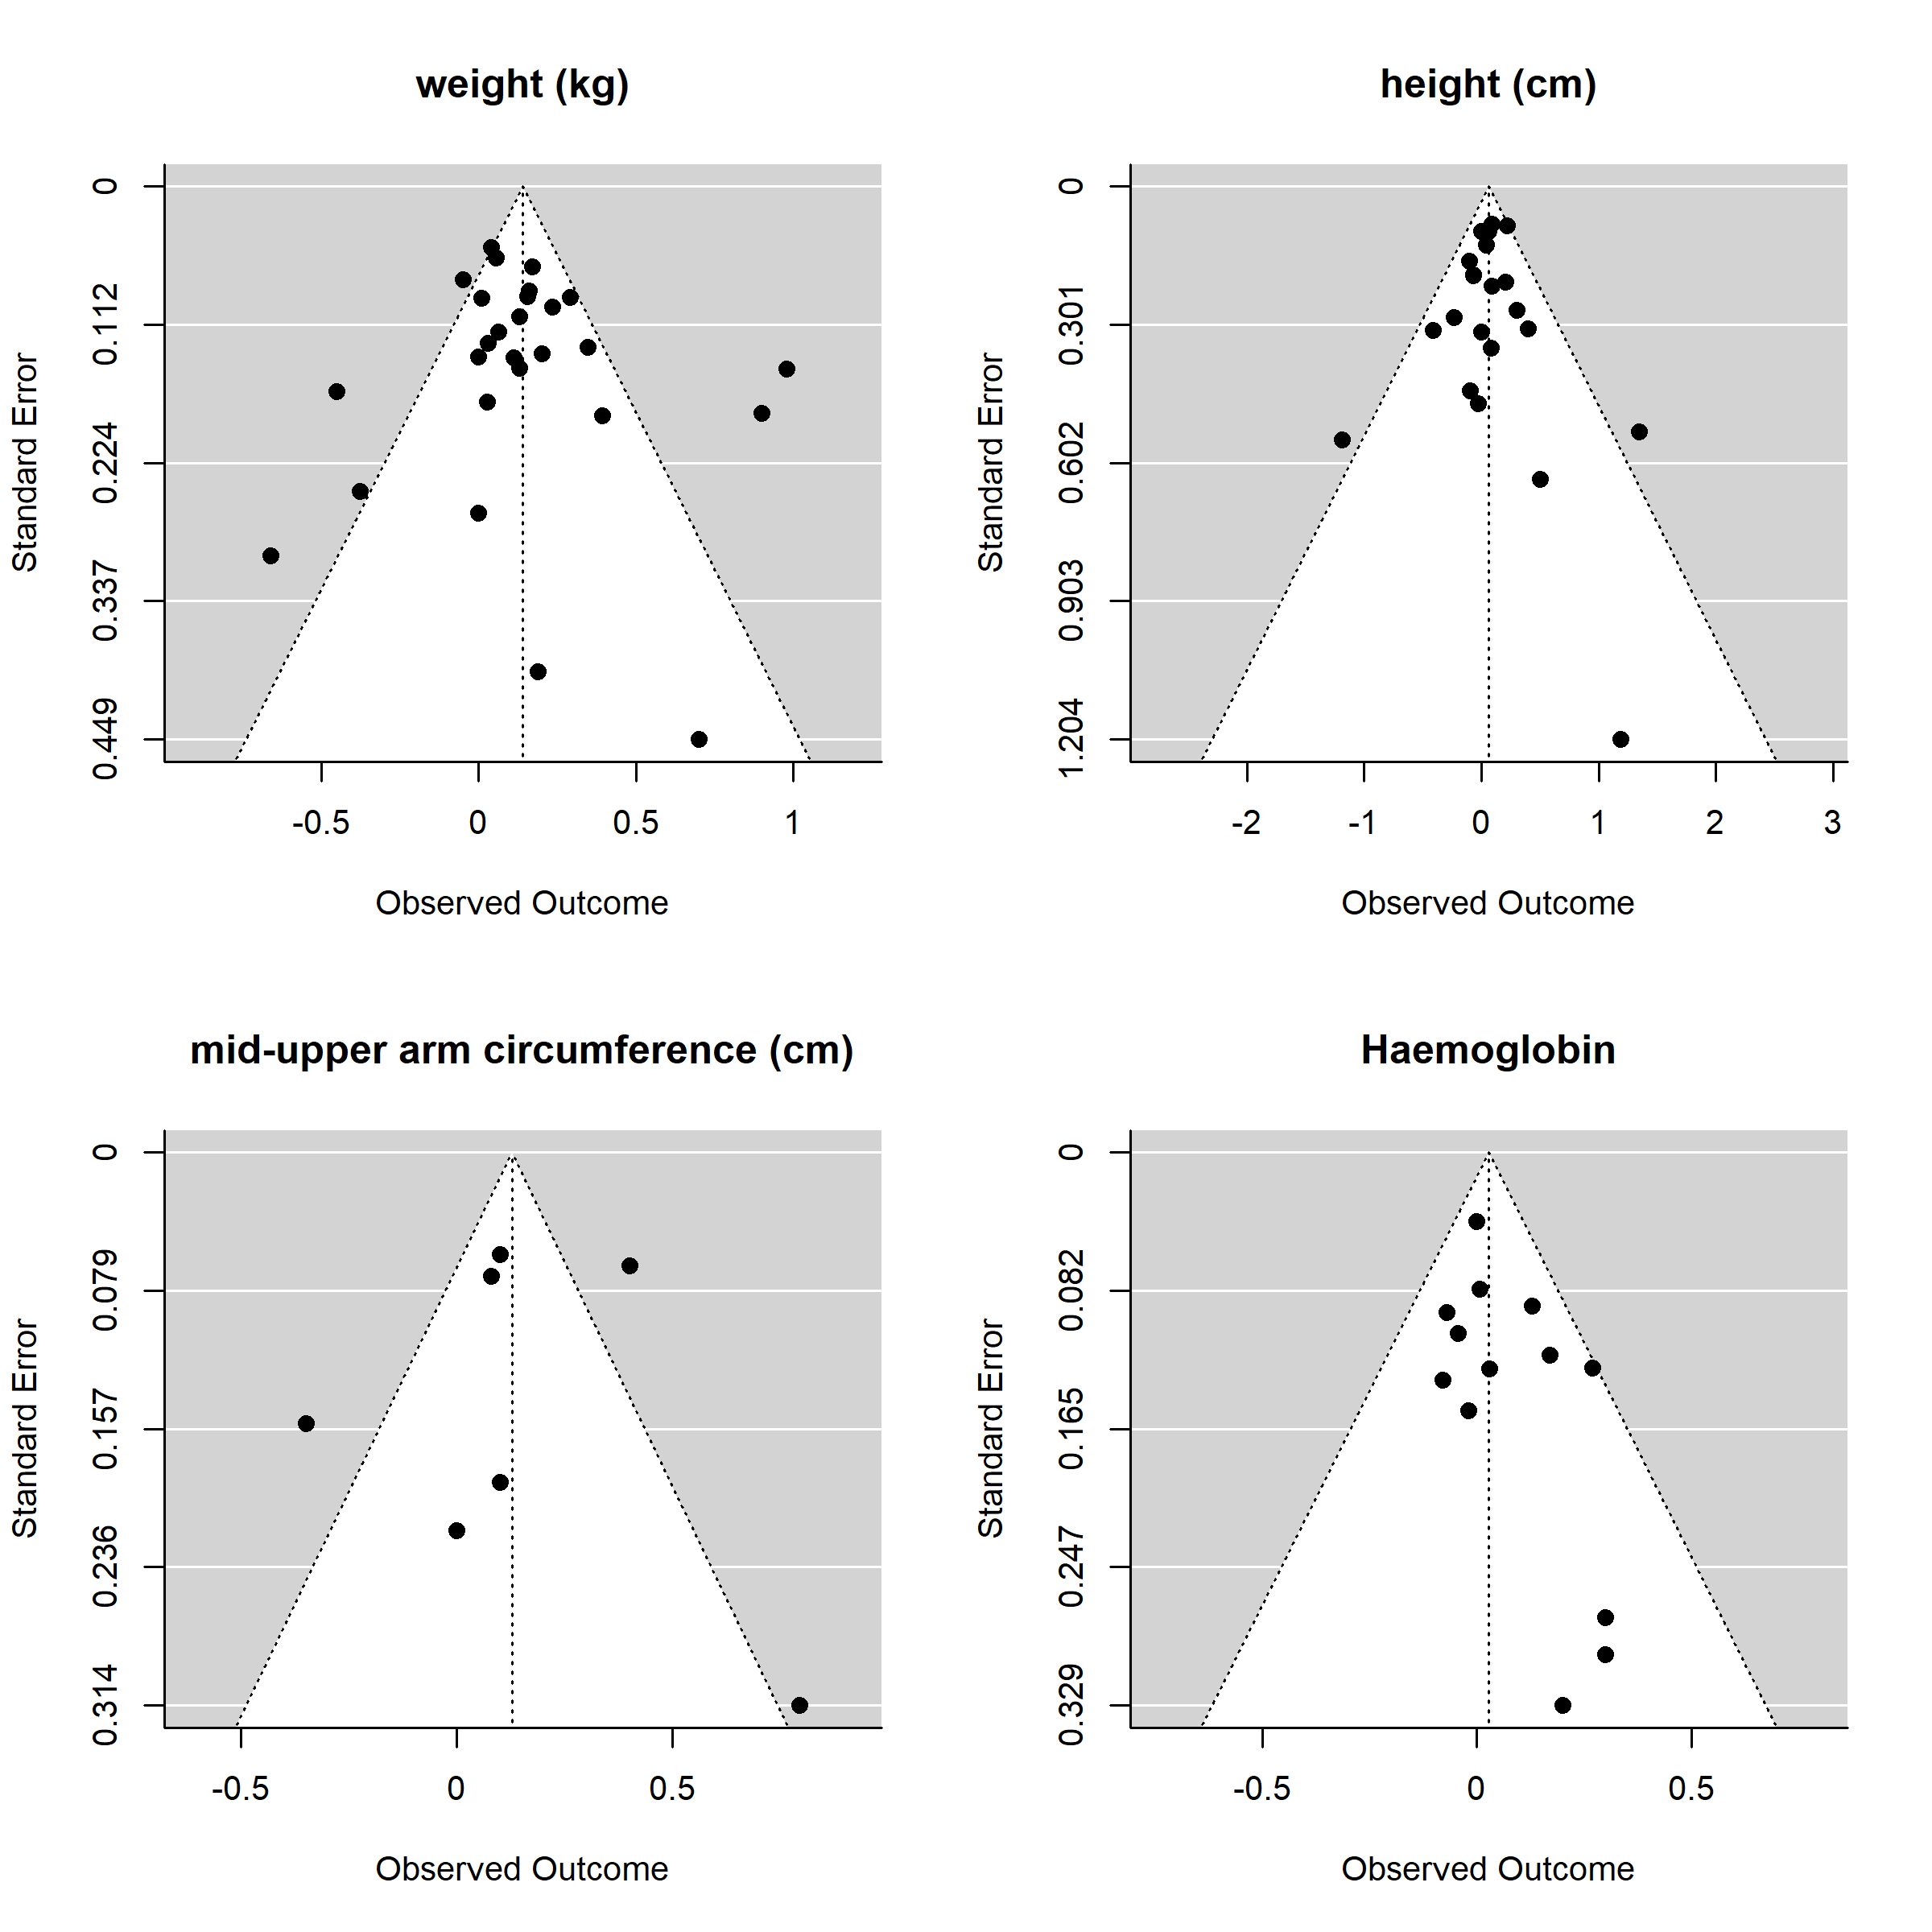 weight (kg)
Standard Error
0
0.112
0.224
0.337
0.449
-0.5 0 0.5 1
Observed Outcome
height (cm)
Standard Error
0
0.301
0.602
0.903
1.204
-2 -1 0 1 2 3
Observed Outcome
mid-upper arm circumference (cm)
Standard Error
0
0.079
0.157
0.236
0.314
-0.5 0 0.5
Observed Outcome
Haemoglobin
Standard Error
0
0.082
0.165
0.247
0.329
-0.5 0 0.5
Observed Outcome